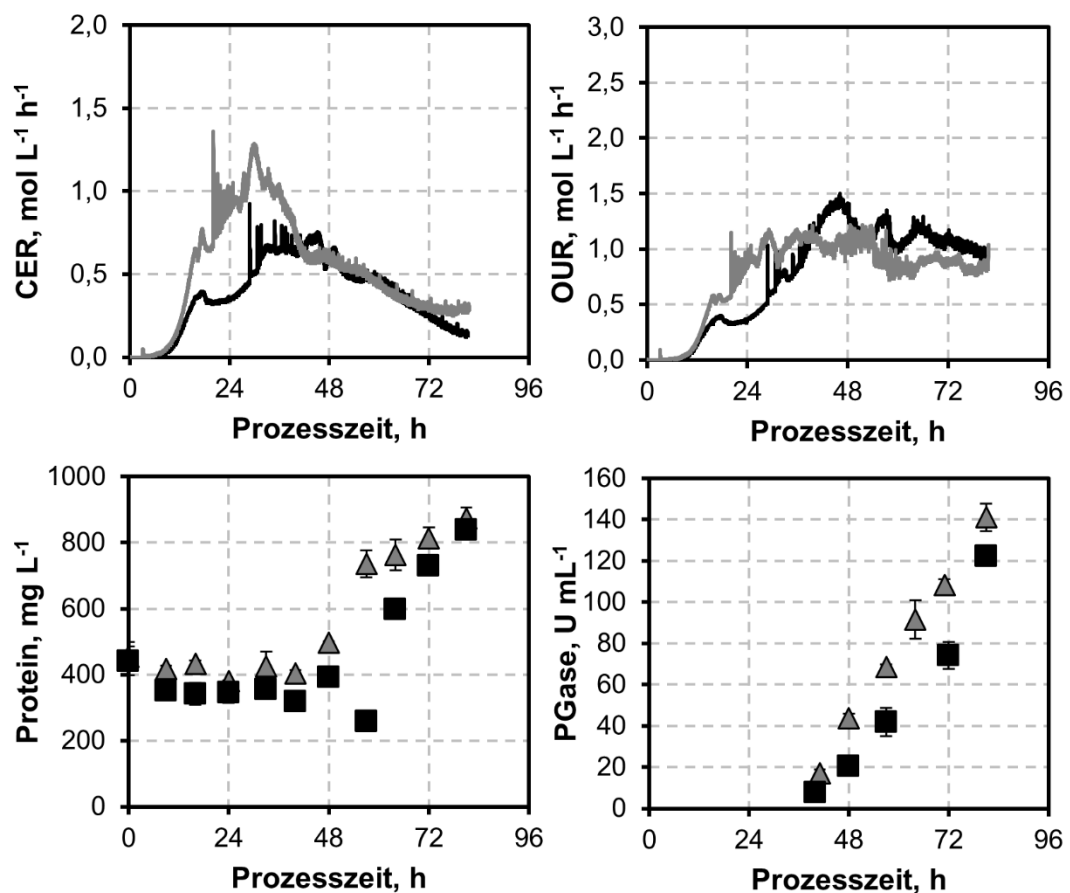 2,0
1,5
1,0
0,5
0,0
CER, mol L-1 h-1
0 24 48 72 96
Prozesszeit, h
3,0
2,5
2,0
1,5
1,0
0,5
0,0
OUR, mol L-1 h-1
0 24 48 72 96
Prozesszeit, h
1000
800
600
400
200
0
Protein, mg L-1
0 24 48 72 96
Prozesszeit, h
160
140
120
100
80
60
40
20
0
PGase, U mL-1
0 24 48 72 96
Prozesszeit, h